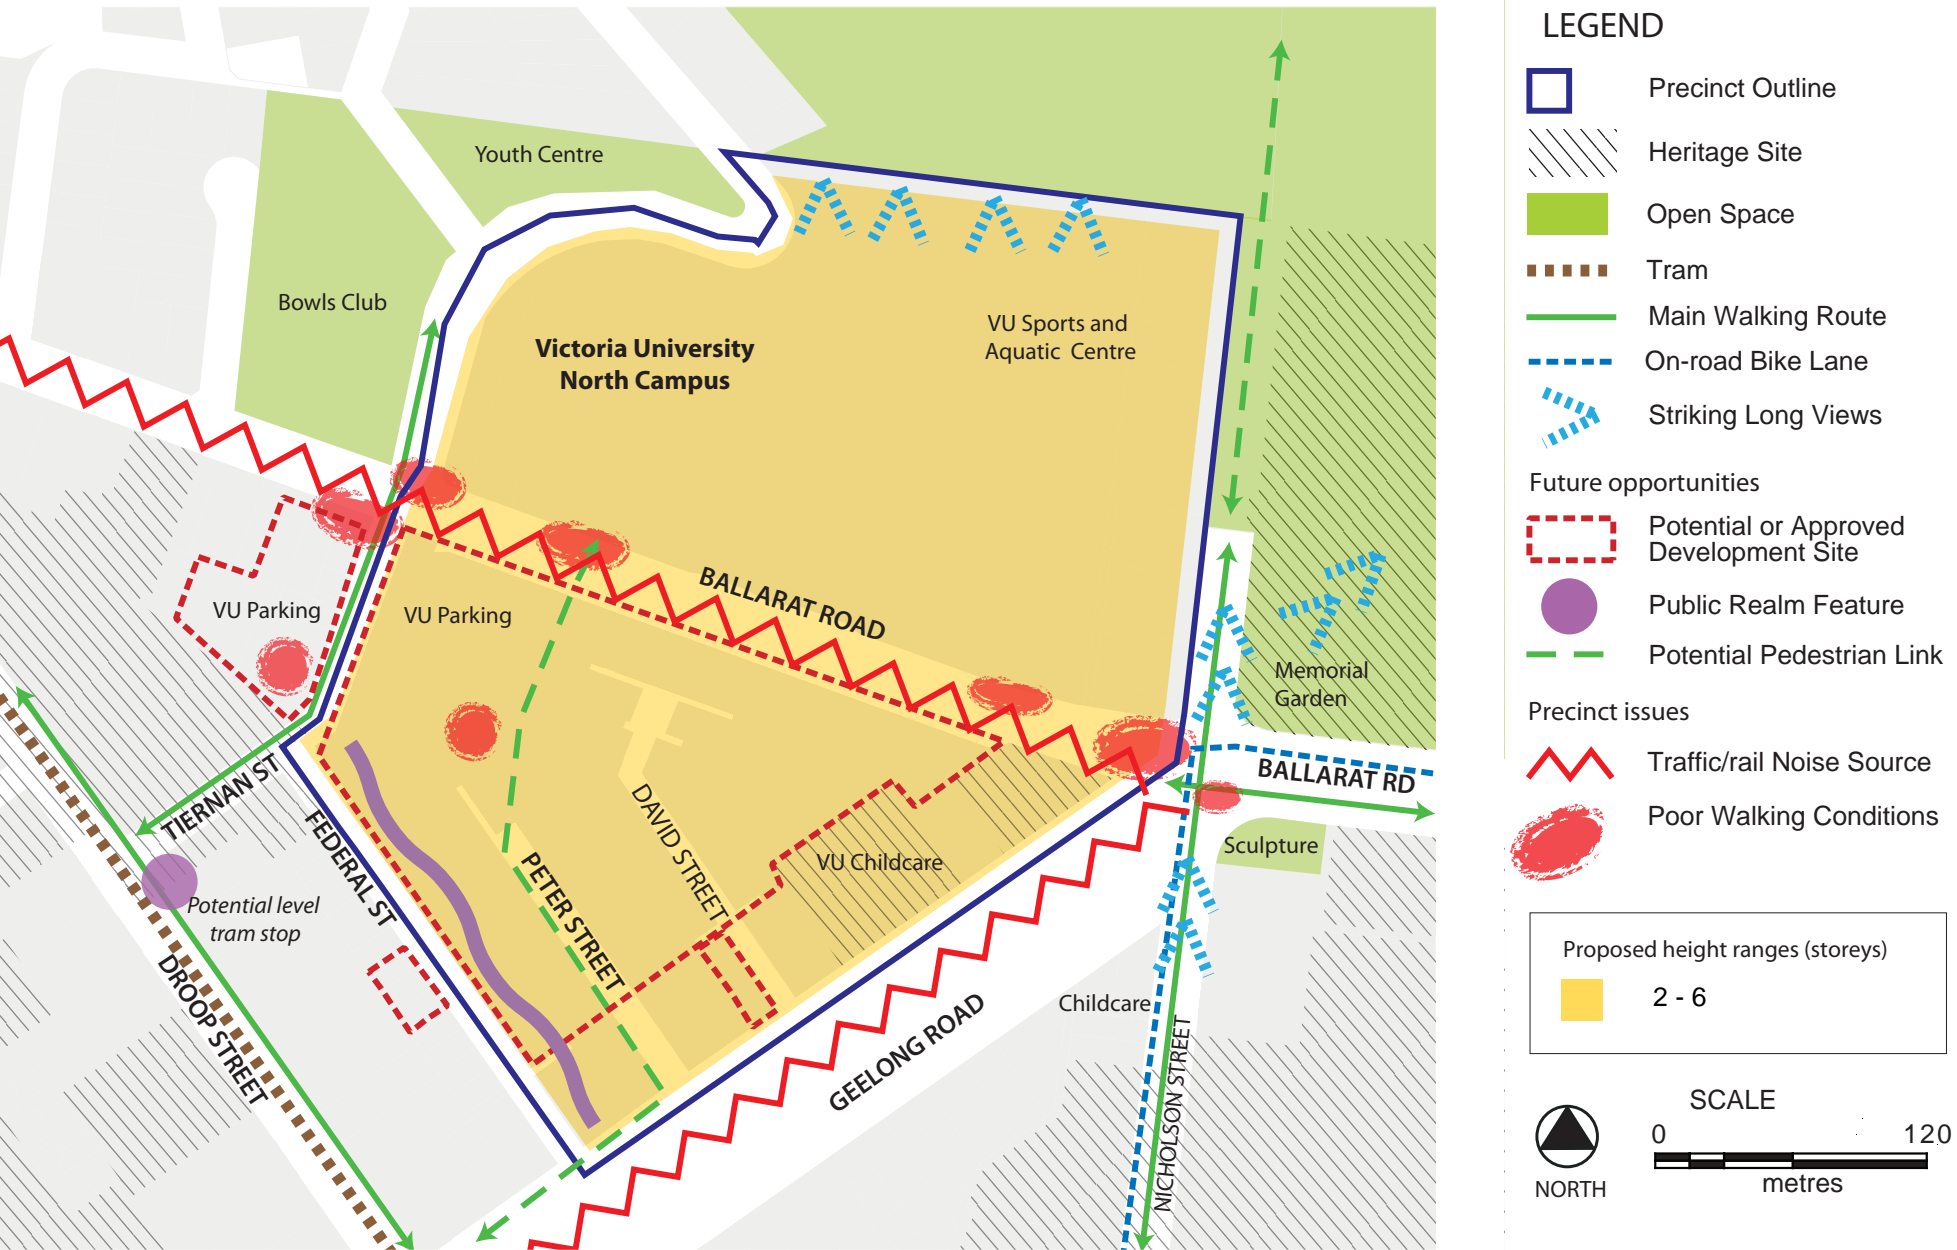 Youth Centre
Bowls Club
Victoria University
North Campus
VU Sports and
Aquatic Centre
VU Parking
VU Parking
BALLARAT ROAD
Memorial
Garden
BALLARAT RD
TIERNAN ST
FEDERAL ST
DAVID STREET
PETER STREET
VU Childcare
Sculpture
Potential level
tram stop
DROOP STREET
GEELONG ROAD
Childcare
NICHOLSON STREET
LEGEND
Precinct Outline
Heritage Site
Open Space
Tram
Main Walking Route
On-road Bike Lane
Striking Long Views
Future opportunities
Potential or Approved
Development Site
Public Realm Feature
Potential Pedestrian Link
Precinct issues
Traffic/rail Noise Source
Poor Walking Conditions
Proposed height ranges (storeys)
2 - 6
SCALE
0 120
metres
NORTH